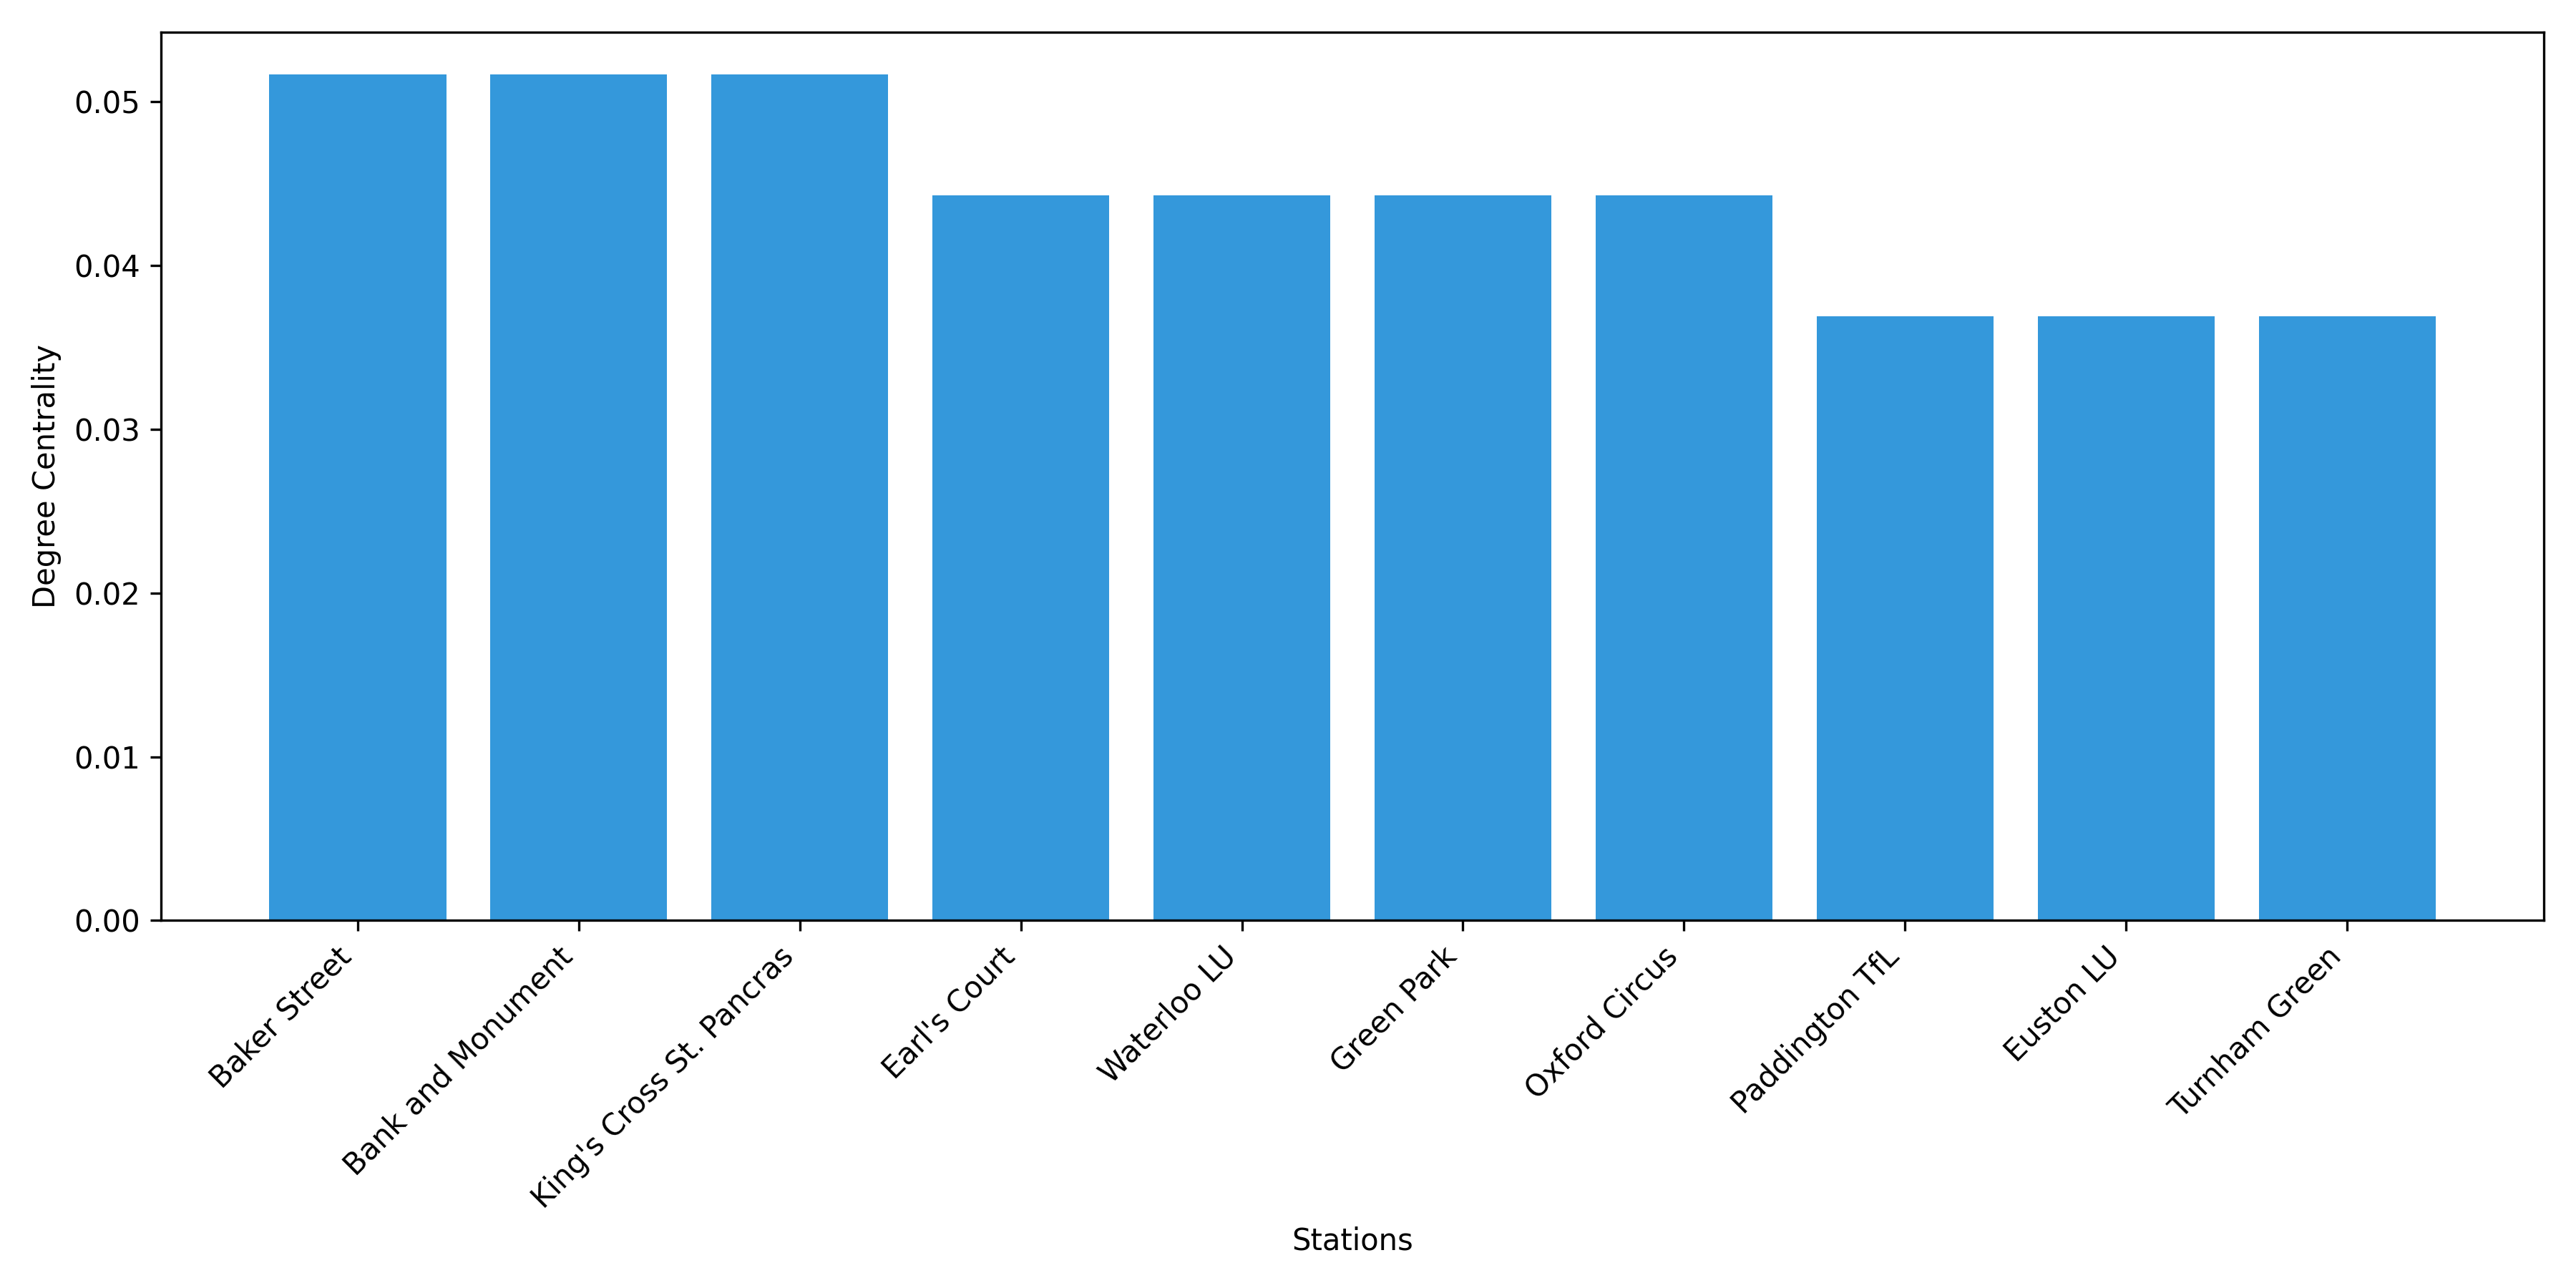 Degree Centrality
0.05
0.04
0.03
0.02
0.01
0.00
Baker Street
Bank and Monument
King's Cross St. Pancras
Earl's Court
Waterloo LU
Green Park
Oxford Circus
Paddington TfL
Euston LU
Turnham Green
Stations